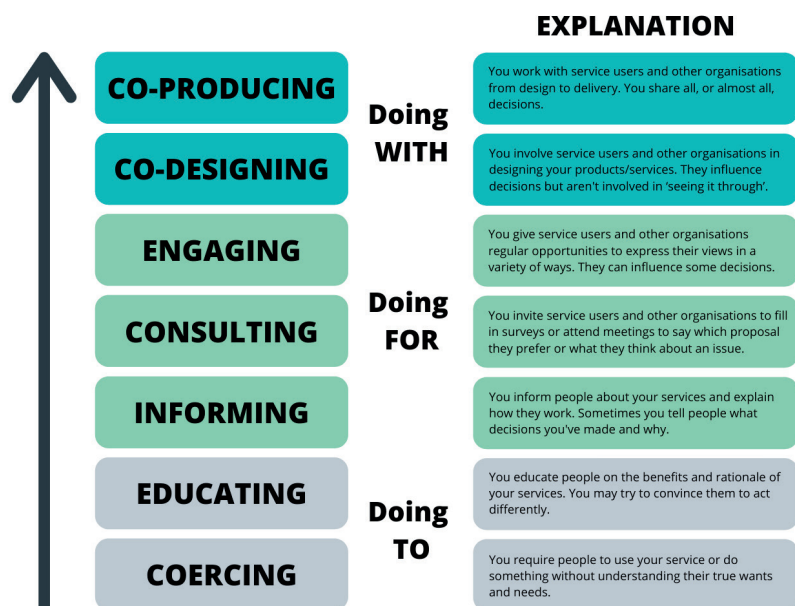 EXPLANATION
CO-PRODUCING
You work with service users and other organisations
from design to delivery. You share all, or almost all,
decisions.
Doing
WITH
CO-DESIGNING
You involve service users and other organisations in
designing your products/services. They influence
decisions but aren't involved in ‘seeing it through’.
ENGAGING
You give service users and other organisations
regular opportunities to express their views in a
variety of ways. They can influence some decisions.
Doing
FOR
CONSULTING
You invite service users and other organisations to fill
in surveys or attend meetings to say which proposal
they prefer or what they think about an issue.
INFORMING
You inform people about your services and explain
how they work. Sometimes you tell people what
decisions you've made and why.
EDUCATING
You educate people on the benefits and rationale of
your services. You may try to convince them to act
differently.
Doing
TO
COERCING
You require people to use your service or do
something without understanding their true wants
and needs.